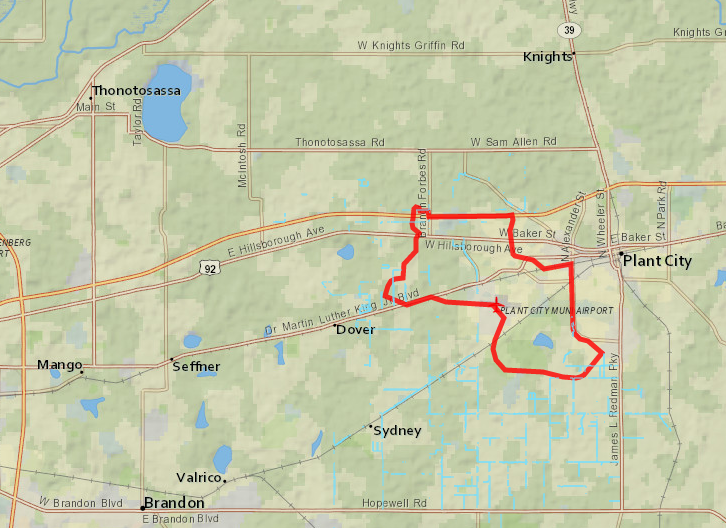 39
W Knights Griffin Rd
Knights Gr
Knights
Thonotosassa
Main St
Taylor Rd
McIntosh Rd
Thonotosassa Rd
W Sam Allen Rd
Branch Forbes Rd
N Alexander St
N Wheeler St
N Park Rd
E Hillsborough Ave
W Baker St
E Baker St
Ba
W Hillsborough Ave
ENBERG
RT
92
Plant City
Dr Martin Luther King Jr Blvd
PLANT CITY MUNI AIRPORT
Dover
Mango
Seffner
James L Redman Pky
Sydney
Valrico
W Brandon Blvd
Brandon
Hopewell Rd
E Brandon Blvd